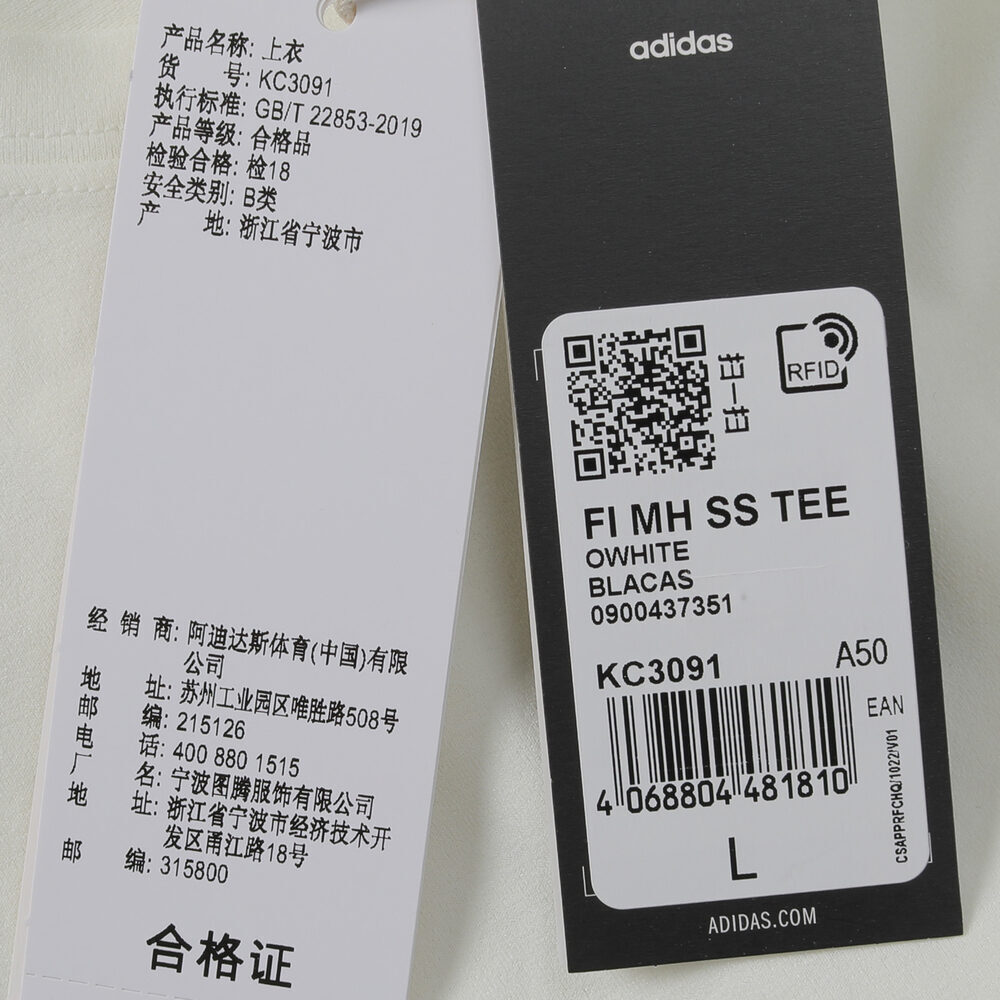 产品名称: 上衣
货 号: KC3091
执行标准: GB/T 22853-2019
产品等级: 合格品
检验合格: 检18
安全类别: B类
产 地: 浙江省宁波市
经 销 商: 阿迪达斯体育(中国)有限
公司
地 址: 苏州工业园区唯胜路508号
邮 编: 215126
电 话: 400 880 1515
厂 名: 宁波图腾服饰有限公司
地 址: 浙江省宁波市经济技术开
发区甬江路18号
邮 编: 315800
合格证
adidas
扫一扫
RFID
FI MH SS TEE
OWHITE
BLACAS
0900437351
KC3091 A50
EAN
4 068804 481810
CSAPPRFCHQ/1022/V01
L
ADIDAS.COM